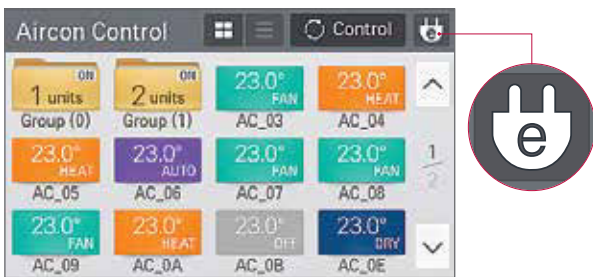 Aircon Control
Control
e
ON
1 units
Group (0)
ON
2 units
Group (1)
23.0°
FAN
AC_03
23.0°
HEAT
AC_04
23.0°
HEAT
AC_05
23.0°
AUTO
AC_06
23.0°
FAN
AC_07
23.0°
FAN
AC_08
1
2
23.0°
FAN
AC_09
23.0°
HEAT
AC_0A
23.0°
OFF
AC_0B
23.0°
DRY
AC_0E
e